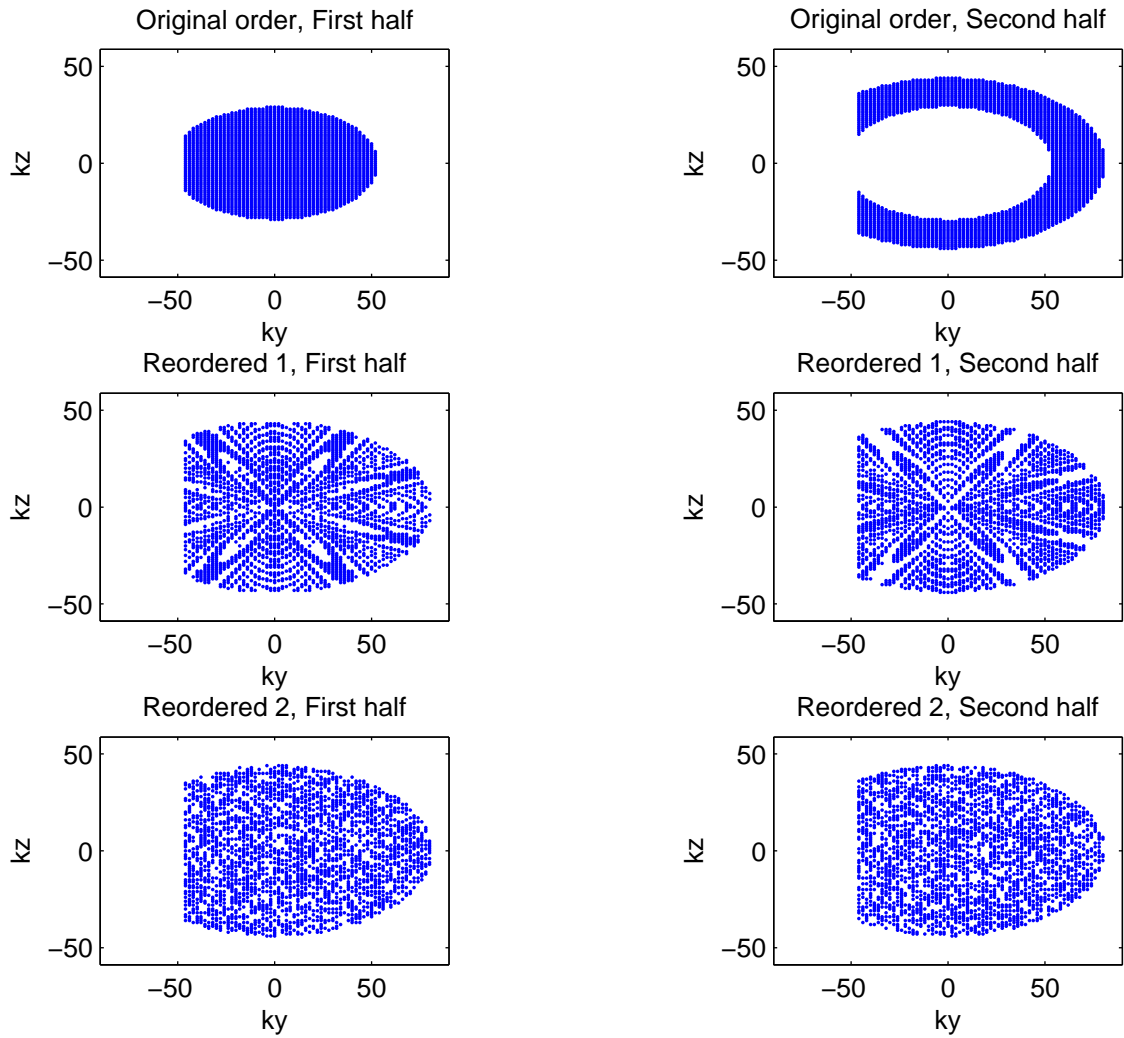 Original order, First half
50
0
−50
kz
−50 0 50
ky
Original order, Second half
50
0
−50
kz
−50 0 50
ky
Reordered 1, First half
50
0
−50
kz
−50 0 50
ky
Reordered 1, Second half
50
0
−50
kz
−50 0 50
ky
Reordered 2, First half
50
0
−50
kz
−50 0 50
ky
Reordered 2, Second half
50
0
−50
kz
−50 0 50
ky